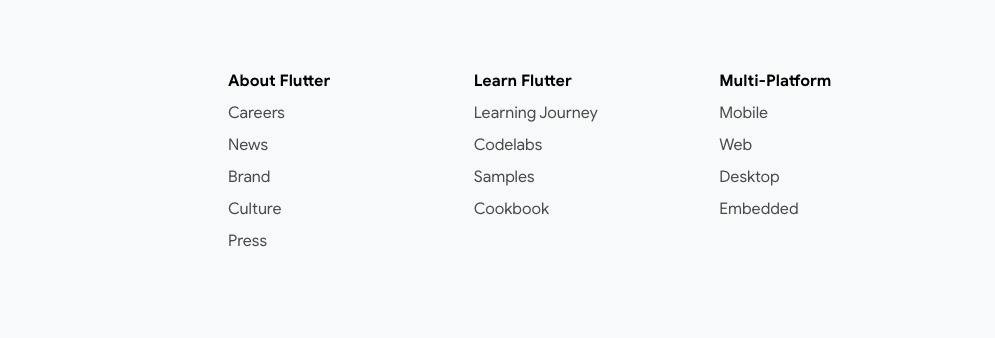 About Flutter
Careers
News
Brand
Culture
Press
Learn Flutter
Learning Journey
Codelabs
Samples
Cookbook
Multi-Platform
Mobile
Web
Desktop
Embedded